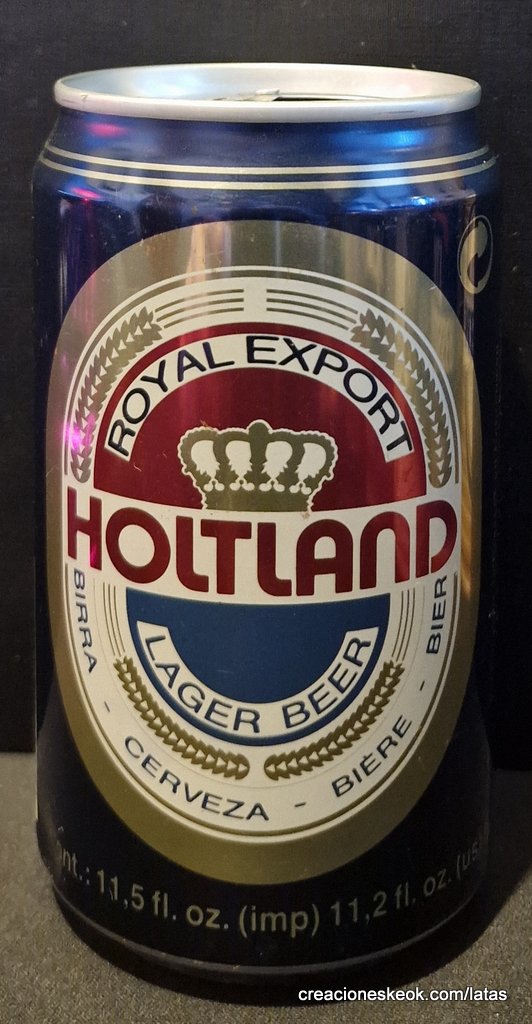 ROYAL EXPORT
HOLTLAND
LAGER BEER
BIRRA - CERVEZA - BIÈRE - BIER
nt.: 11,5 fl. oz. (imp) 11,2 fl. oz. (us
creacioneskeok.com/latas